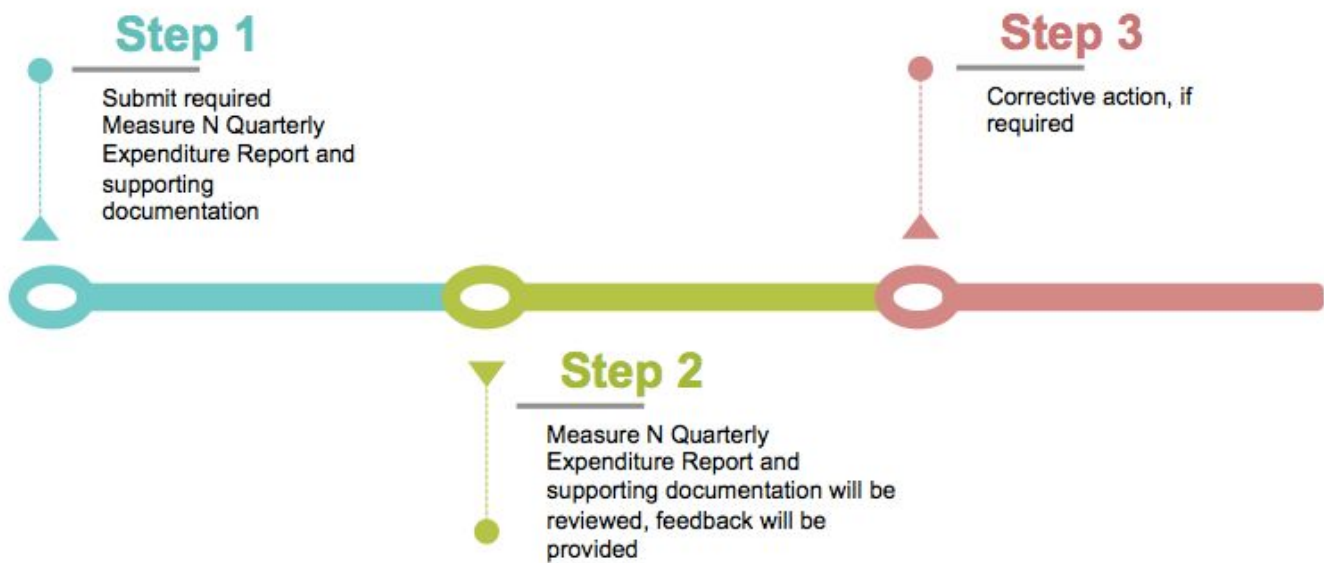 Step 1
Submit required
Measure N Quarterly
Expenditure Report and
supporting
documentation
Step 2
Measure N Quarterly
Expenditure Report and
supporting documentation will be
reviewed, feedback will be
provided
Step 3
Corrective action, if
required